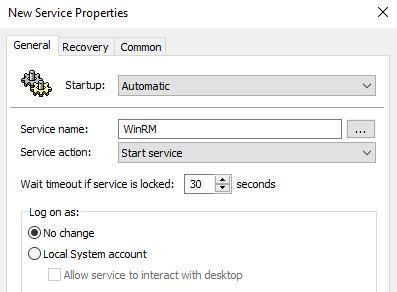 New Service Properties
General Recovery Common
Startup: Automatic
Service name: WinRM ...
Service action: Start service
Wait timeout if service is locked: 30 seconds
Log on as:
No change
Local System account
Allow service to interact with desktop